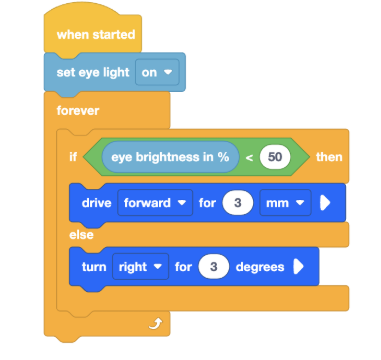 when started
set eye light on
forever
if eye brightness in % < 50 then
drive forward for 3 mm
else
turn right for 3 degrees